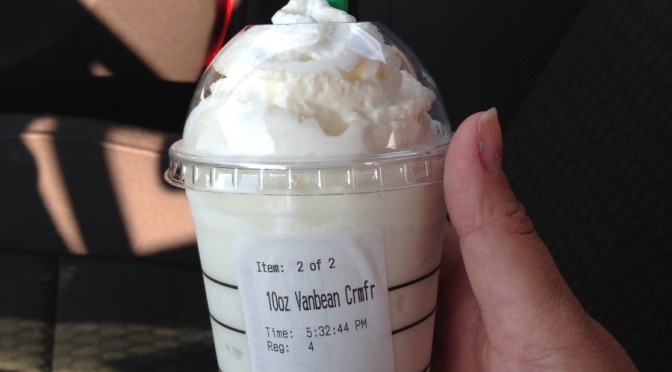 Item: 2 of 2
10oz Vanbean Crmfr
Time: 5:32:44 PM
Reg: 4